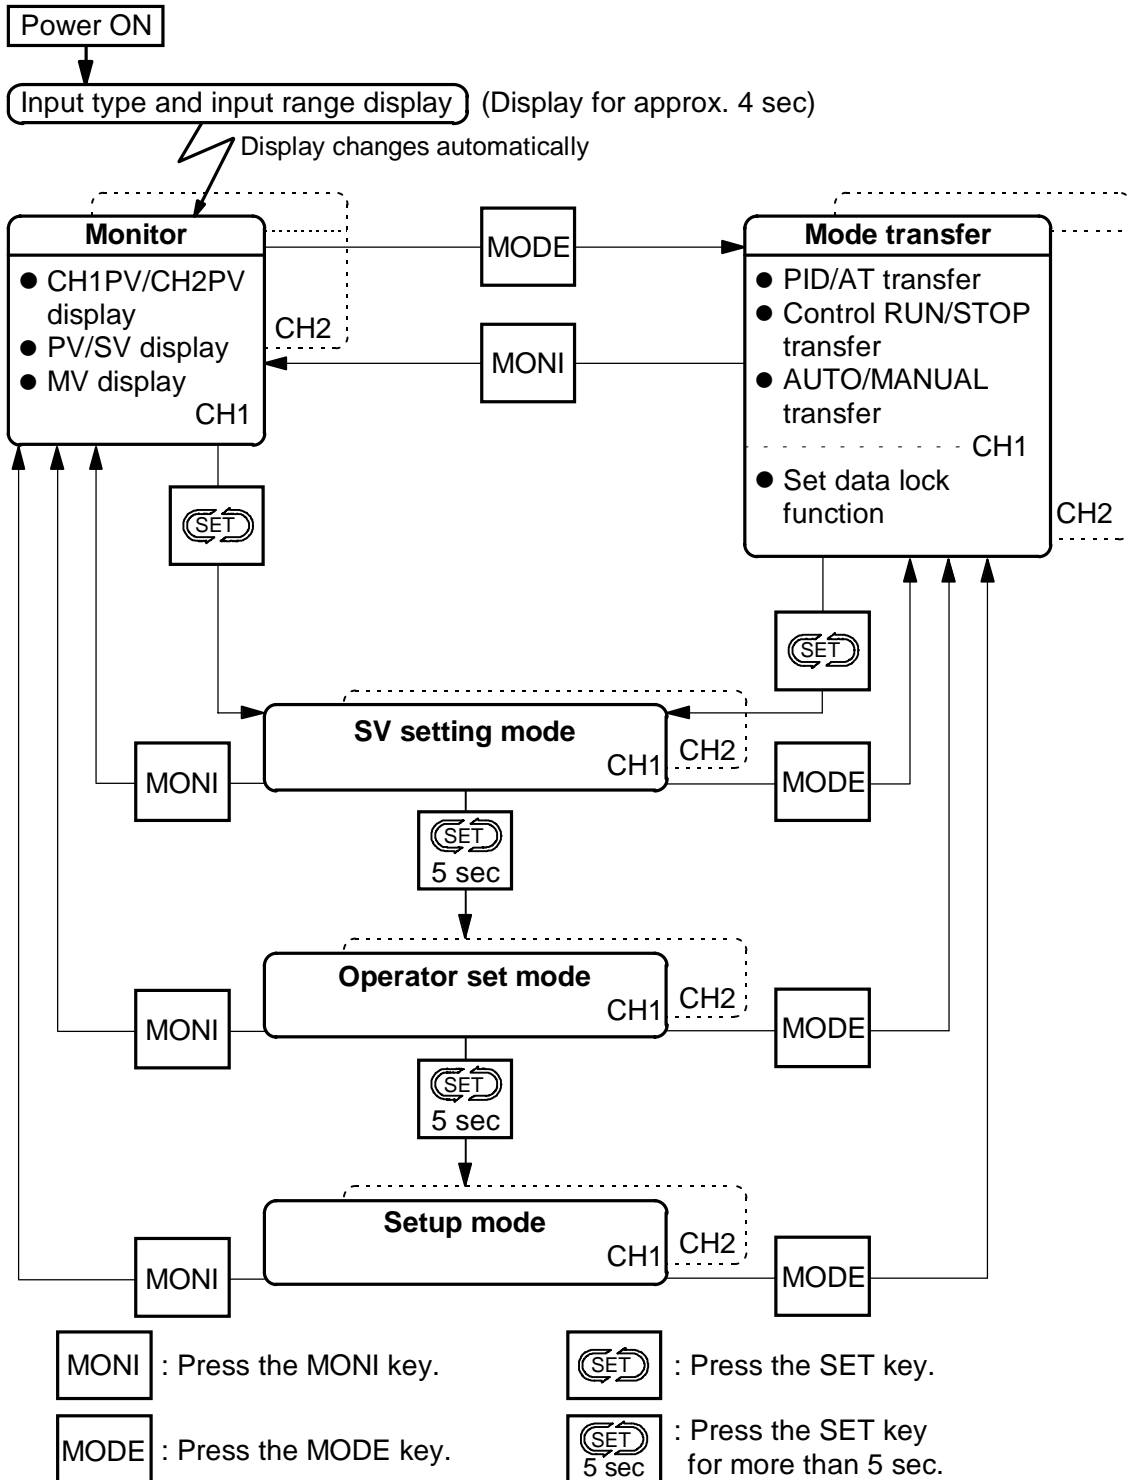 Power ON
Input type and input range display (Display for approx. 4 sec)
Display changes automatically
Monitor
● CH1PV/CH2PV
display
● PV/SV display
● MV display
CH1
CH2
MODE
MONI
Mode transfer
● PID/AT transfer
● Control RUN/STOP
transfer
● AUTO/MANUAL
transfer
CH1
● Set data lock
function
CH2
SET
SET
SV setting mode
CH1
CH2
MONI
MODE
SET
5 sec
Operator set mode
CH1
CH2
MONI
MODE
SET
5 sec
Setup mode
CH1
CH2
MONI
MODE
MONI : Press the MONI key.
SET : Press the SET key.
MODE : Press the MODE key.
SET
5 sec
: Press the SET key
for more than 5 sec.